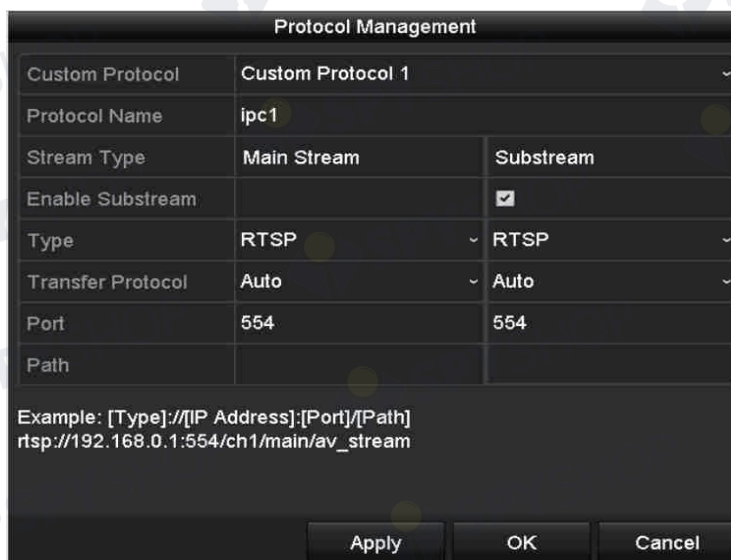 Protocol Management
Custom Protocol Custom Protocol 1
Protocol Name ipc1
Stream Type Main Stream Substream
Enable Substream
Type RTSP RTSP
Transfer Protocol Auto Auto
Port 554 554
Path
Example: [Type]://[IP Address]:[Port]/[Path]
rtsp://192.168.0.1:554/ch1/main/av_stream
Apply OK Cancel